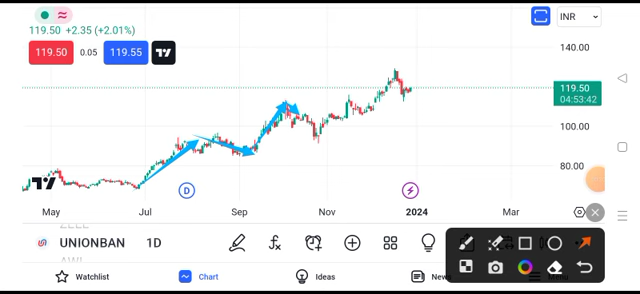 119.50 +2.35 (+2.01%)
INR
119.50 0.05 119.55
140.00
119.50
04:53:42
100.00
80.00
D
May Jul Sep Nov 2024 Mar
UNIONBAN 1D
Watchlist Chart Ideas News